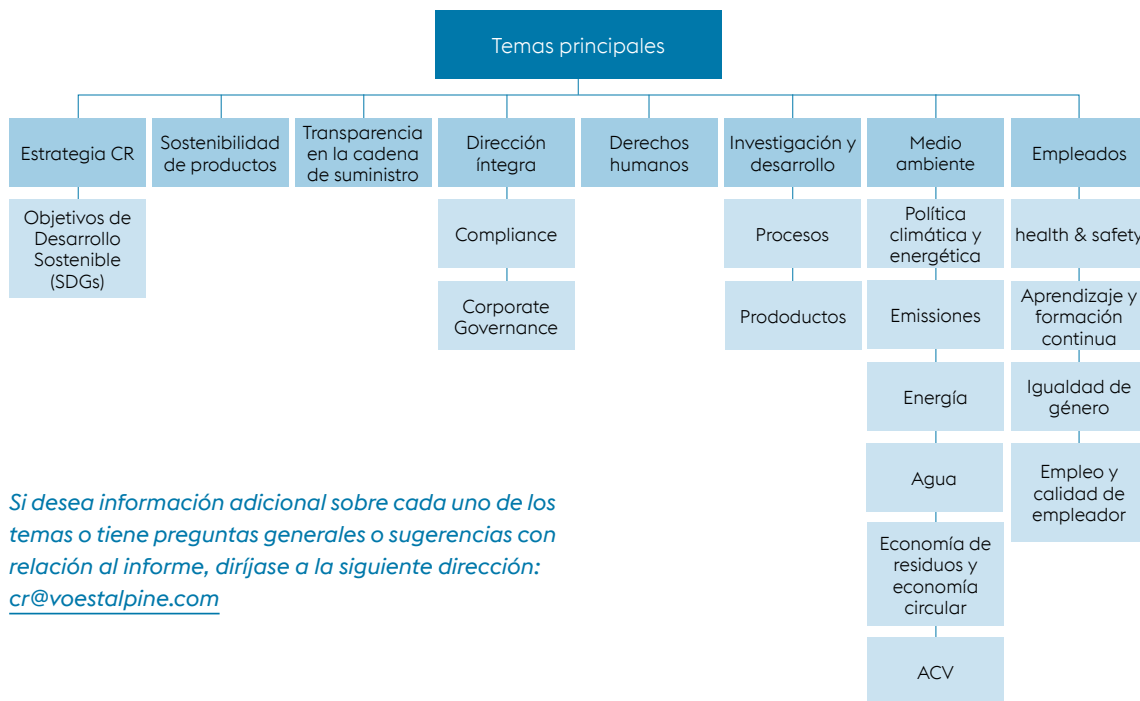 Temas principales
Estrategia CR
Sostenibilidad
de productos
Transparencia
en la cadena
de suministro
Dirección
íntegra
Derechos
humanos
Investigación y
desarrollo
Medio
ambiente
Empleados
Objetivos de
Desarrollo
Sostenible
(SDGs)
Compliance
Corporate
Governance
Procesos
Prodoductos
Política
climática y
energética
Emissiones
Energía
Agua
Economía de
residuos y
economía
circular
ACV
health & safety
Aprendizaje y
formación
continua
Igualdad de
género
Empleo y
calidad de
empleador
Si desea información adicional sobre cada uno de los
temas o tiene preguntas generales o sugerencias con
relación al informe, diríjase a la siguiente dirección:
cr@voestalpine.com